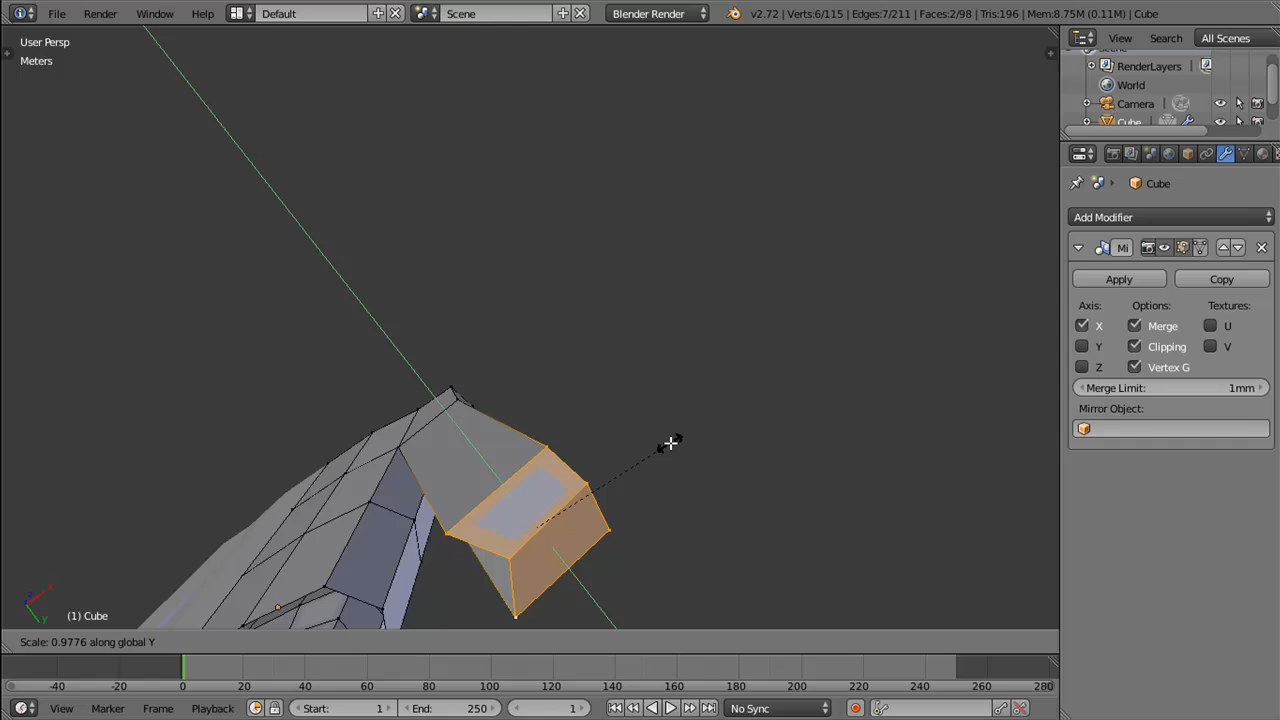 File Render Window Help Default Scene Blender Render v2.72 | Verts:6/115 | Edges:7/211 | Faces:2/98 | Tris:196 | Mem:8.75M (0.11M) | Cube
User Persp
Meters
View Search All Scenes
RenderLayers
World
Camera
Cube
Cube
Add Modifier
Mi
Apply Copy
Axis: Options: Textures:
X Merge U
Y Clipping V
Z Vertex G
Merge Limit: 1mm
Mirror Object:
(1) Cube
Scale: 0.9776 along global Y
-40 -20 0 20 40 60 80 100 120 140 160 180 200 220 240 260 280
View Marker Frame Playback Start: 1 End: 250 1 No Sync